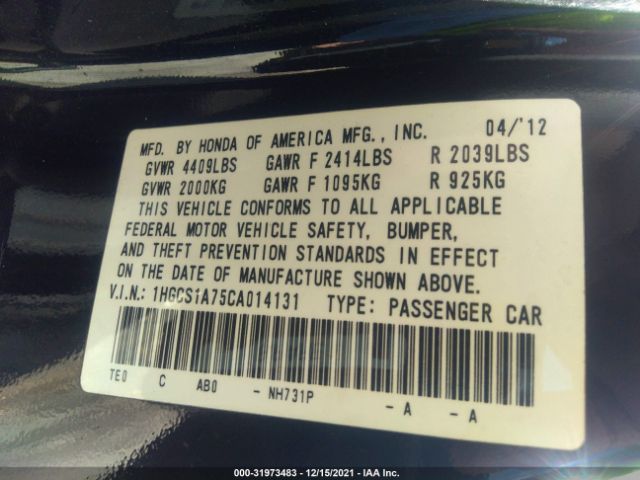 MFD. BY HONDA OF AMERICA MFG., INC. 04/'12
GVWR 4409LBS GAWR F 2414LBS R 2039LBS
GVWR 2000KG GAWR F 1095KG R 925KG
THIS VEHICLE CONFORMS TO ALL APPLICABLE
FEDERAL MOTOR VEHICLE SAFETY, BUMPER,
AND THEFT PREVENTION STANDARDS IN EFFECT
ON THE DATE OF MANUFACTURE SHOWN ABOVE.
V.I.N.: 1HGCS1A75CA014131 TYPE: PASSENGER CAR
TE0 C AB0 - NH731P - A - A
000-31973483 - 12/15/2021 - IAA Inc.